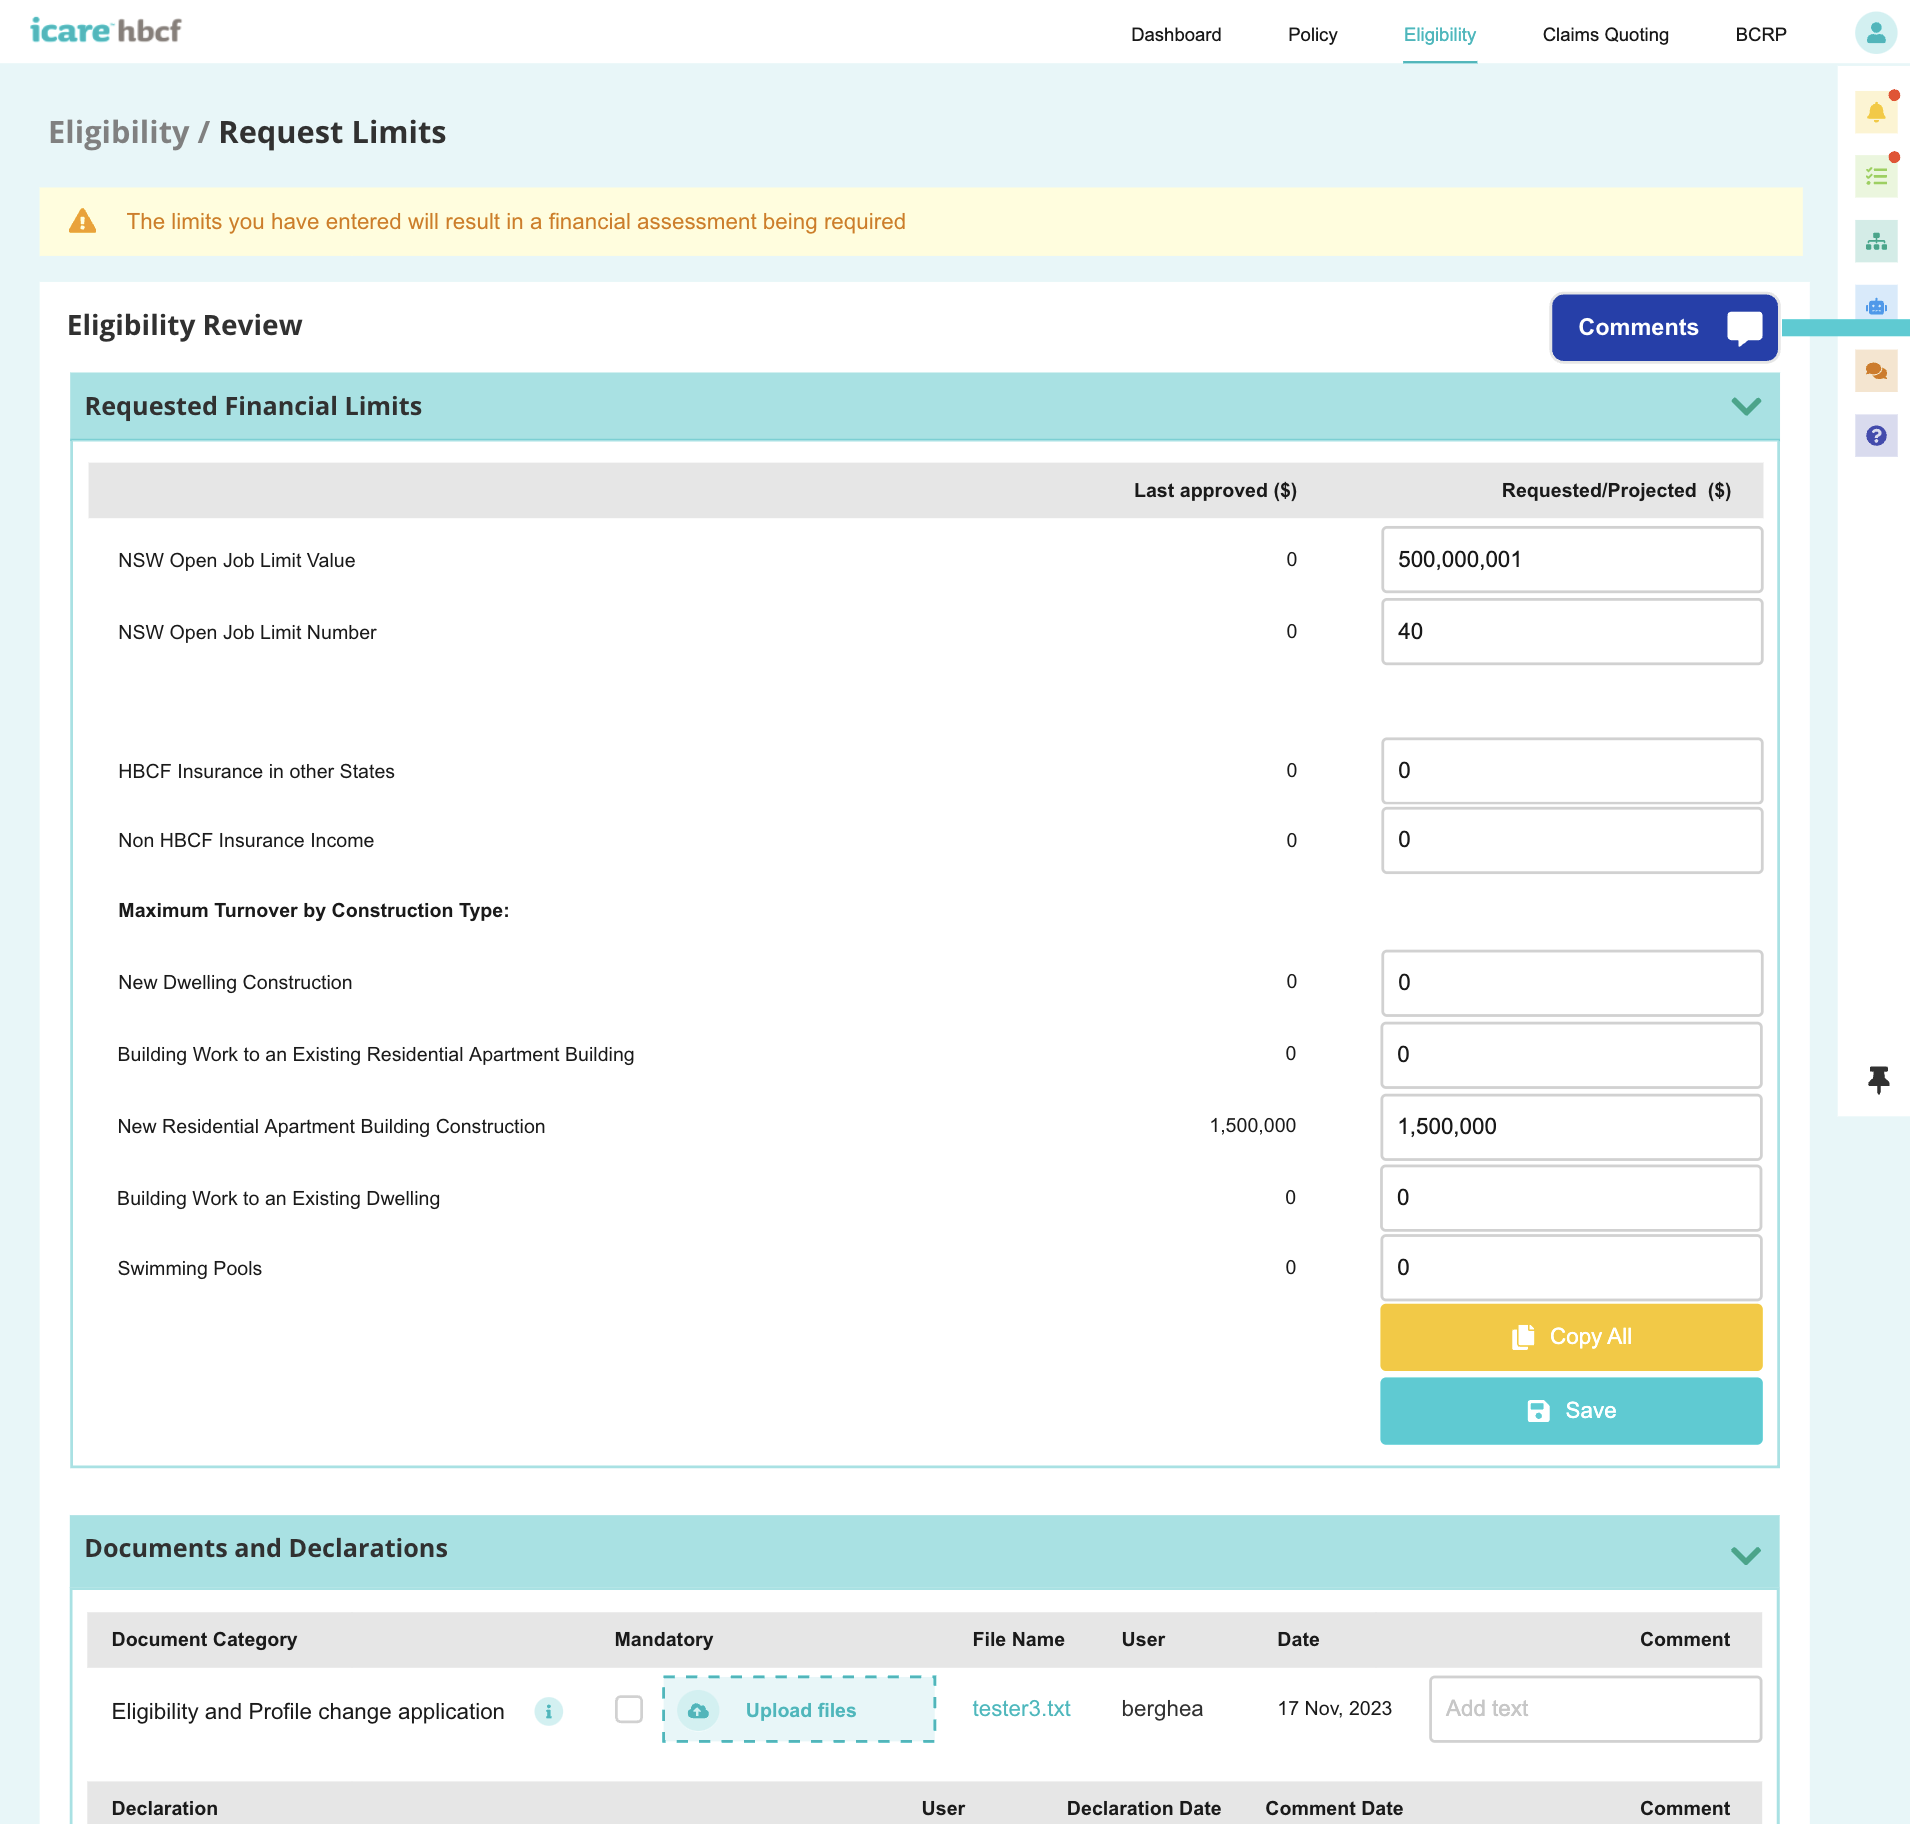 icare™ hbcf
Dashboard Policy Eligibility Claims Quoting BCRP
Eligibility / Request Limits
The limits you have entered will result in a financial assessment being required
Eligibility Review
Comments
Requested Financial Limits
Last approved ($) Requested/Projected ($)
NSW Open Job Limit Value 0 500,000,001
NSW Open Job Limit Number 0 40
HBCF Insurance in other States 0 0
Non HBCF Insurance Income 0 0
Maximum Turnover by Construction Type:
New Dwelling Construction 0 0
Building Work to an Existing Residential Apartment Building 0 0
New Residential Apartment Building Construction 1,500,000 1,500,000
Building Work to an Existing Dwelling 0 0
Swimming Pools 0 0
Copy All
Save
Documents and Declarations
Document Category Mandatory File Name User Date Comment
Eligibility and Profile change application i Upload files tester3.txt berghea 17 Nov, 2023 Add text
Declaration User Declaration Date Comment Date Comment